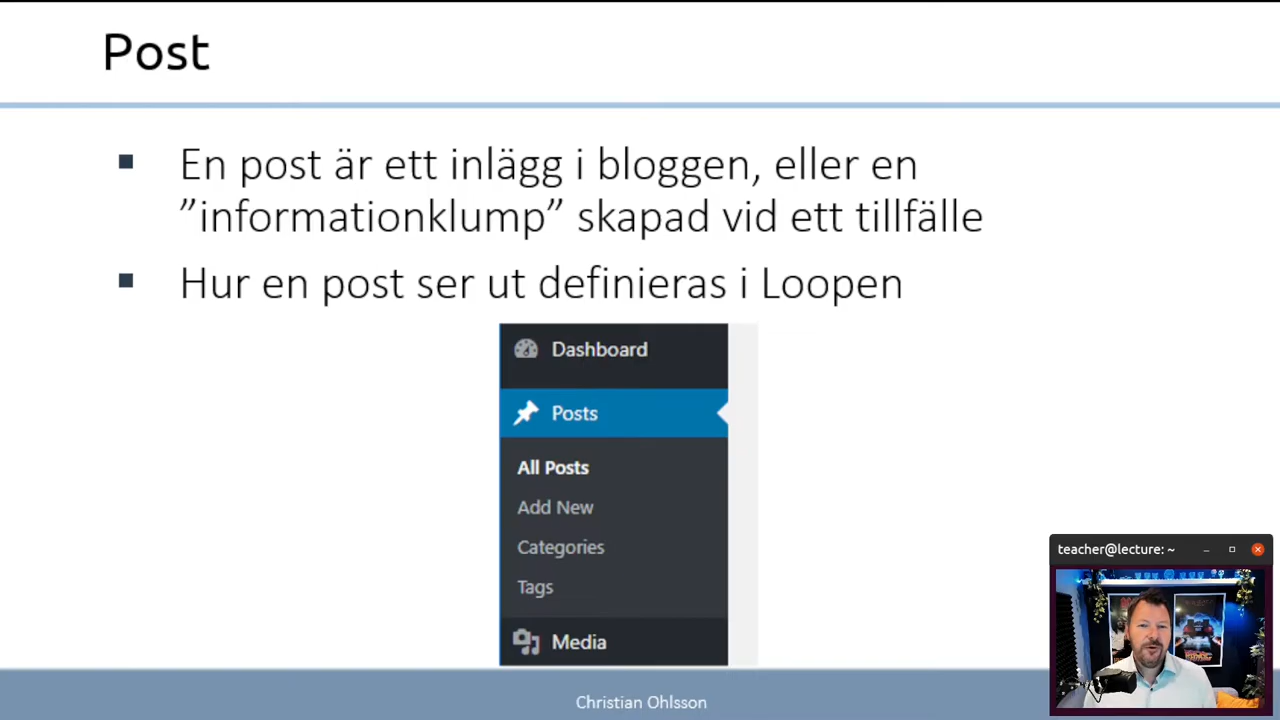 Post
En post är ett inlägg i bloggen, eller en
”informationklump” skapad vid ett tillfälle
Hur en post ser ut definieras i Loopen
Dashboard
Posts
All Posts
Add New
Categories
Tags
Media
teacher@lecture: ~
Christian Ohlsson